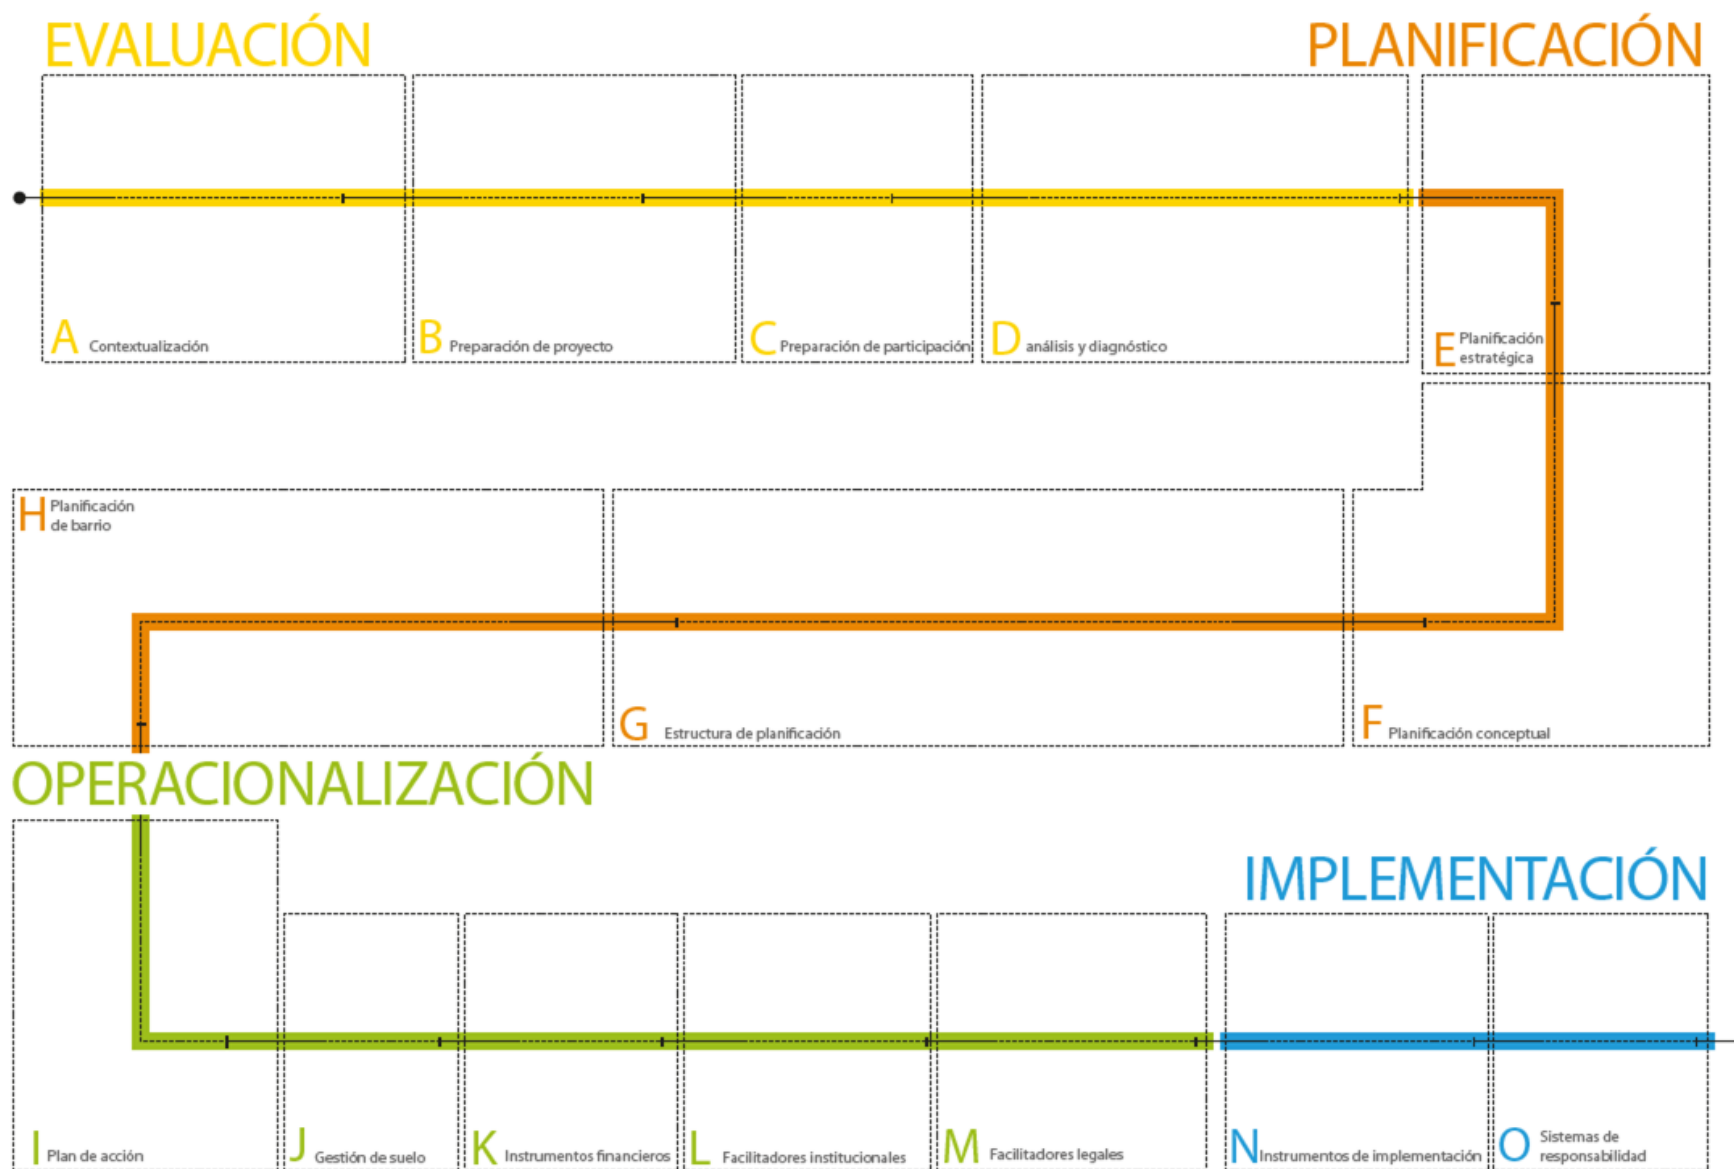 EVALUACIÓN
PLANIFICACIÓN
A Contextualización
B Preparación de proyecto
C Preparación de participación
D análisis y diagnóstico
E Planificación
estratégica
H Planificación
de barrio
G Estructura de planificación
F Planificación conceptual
OPERACIONALIZACIÓN
IMPLEMENTACIÓN
I Plan de acción
J Gestión de suelo
K Instrumentos financieros
L Facilitadores institucionales
M Facilitadores legales
N Instrumentos de implementación
O Sistemas de
responsabilidad